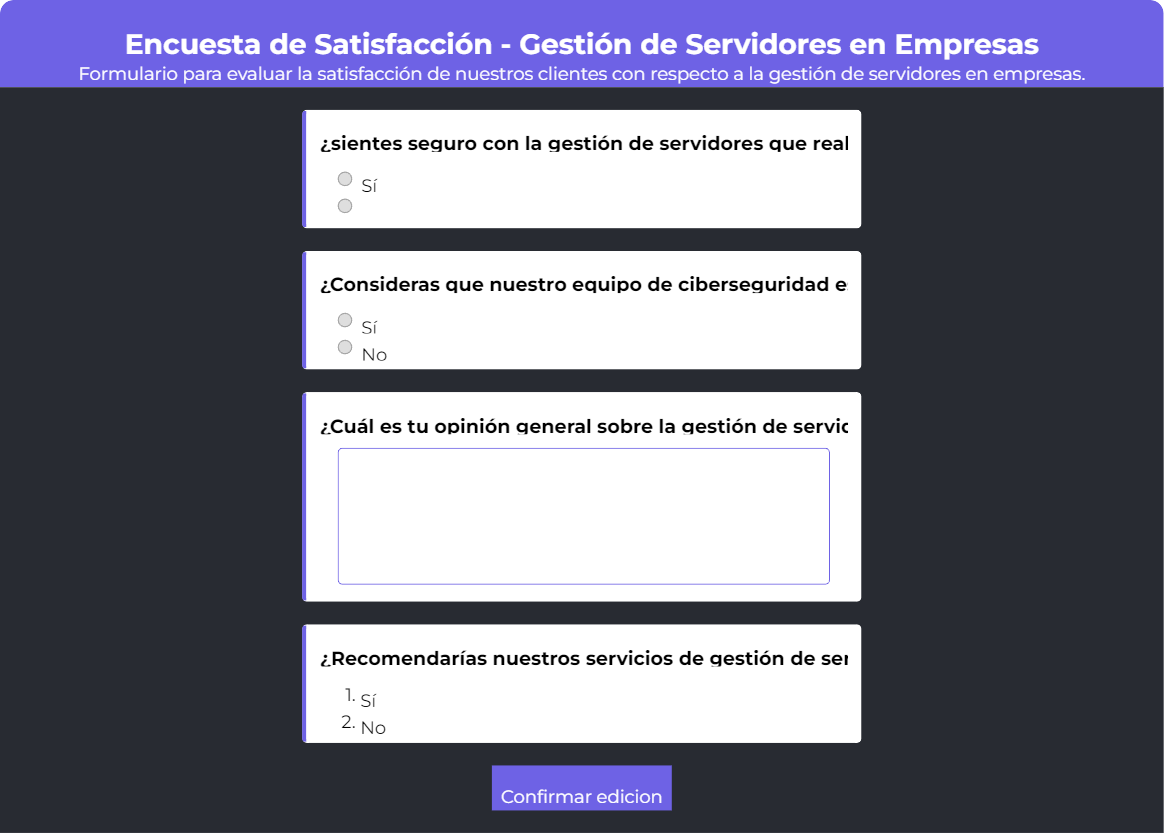 Encuesta de Satisfacción - Gestión de Servidores en Empresas
Formulario para evaluar la satisfacción de nuestros clientes con respecto a la gestión de servidores en empresas.
¿sientes seguro con la gestión de servidores que real
Sí
¿Consideras que nuestro equipo de ciberseguridad e
Sí
No
¿Cuál es tu opinión general sobre la gestión de servic
¿Recomendarías nuestros servicios de gestión de ser
1. Sí
2. No
Confirmar edicion